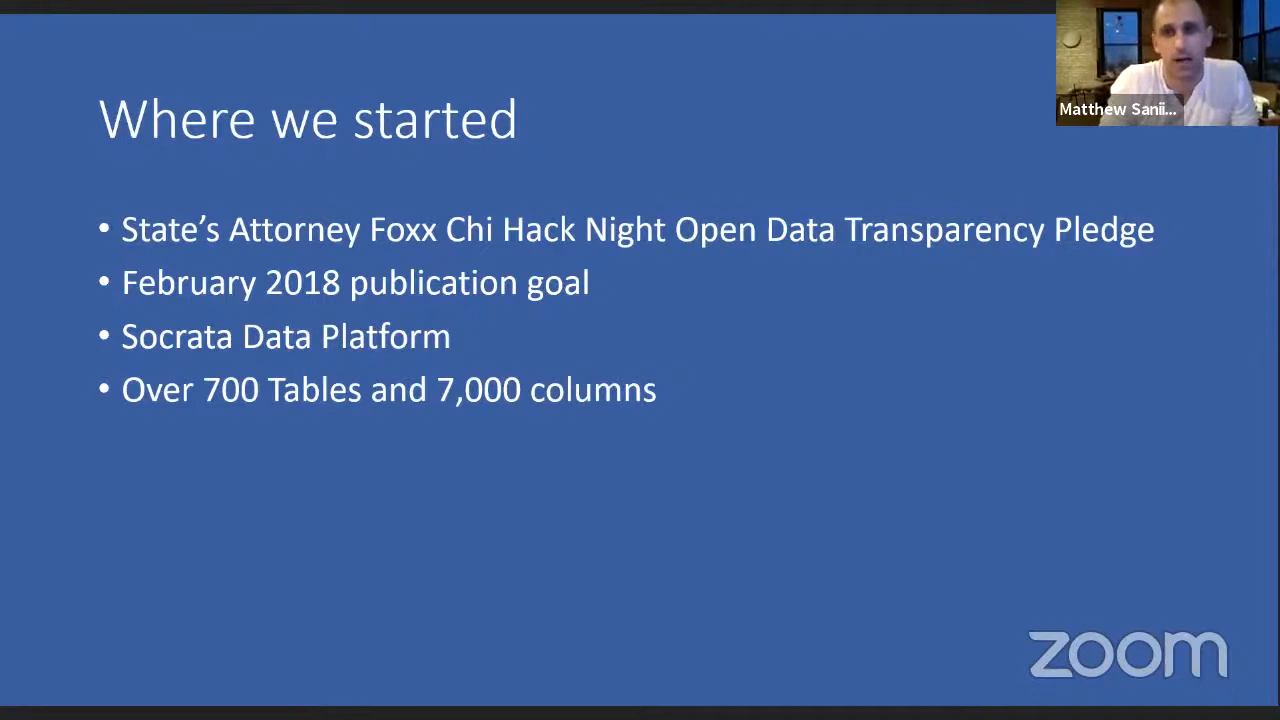 Matthew Sanii...
Where we started
• State’s Attorney Foxx Chi Hack Night Open Data Transparency Pledge
• February 2018 publication goal
• Socrata Data Platform
• Over 700 Tables and 7,000 columns
zoom